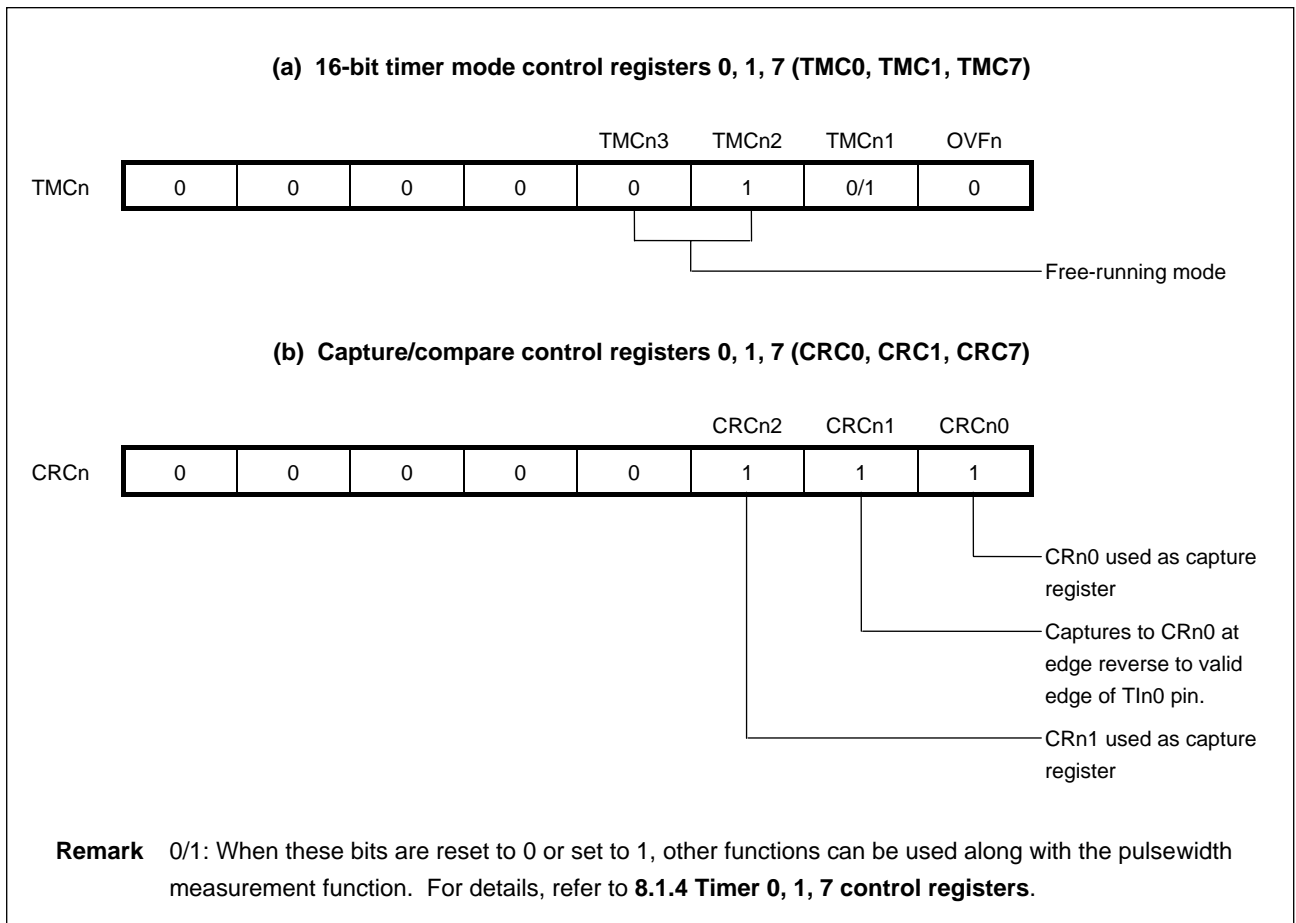 (a) 16-bit timer mode control registers 0, 1, 7 (TMC0, TMC1, TMC7)
TMCn3 TMCn2 TMCn1 OVFn
TMCn 0 0 0 0 0 1 0/1 0
Free-running mode
(b) Capture/compare control registers 0, 1, 7 (CRC0, CRC1, CRC7)
CRCn2 CRCn1 CRCn0
CRCn 0 0 0 0 0 1 1 1
CRn0 used as capture
register
Captures to CRn0 at
edge reverse to valid
edge of TIn0 pin.
CRn1 used as capture
register
Remark 0/1: When these bits are reset to 0 or set to 1, other functions can be used along with the pulsewidth
measurement function. For details, refer to 8.1.4 Timer 0, 1, 7 control registers.